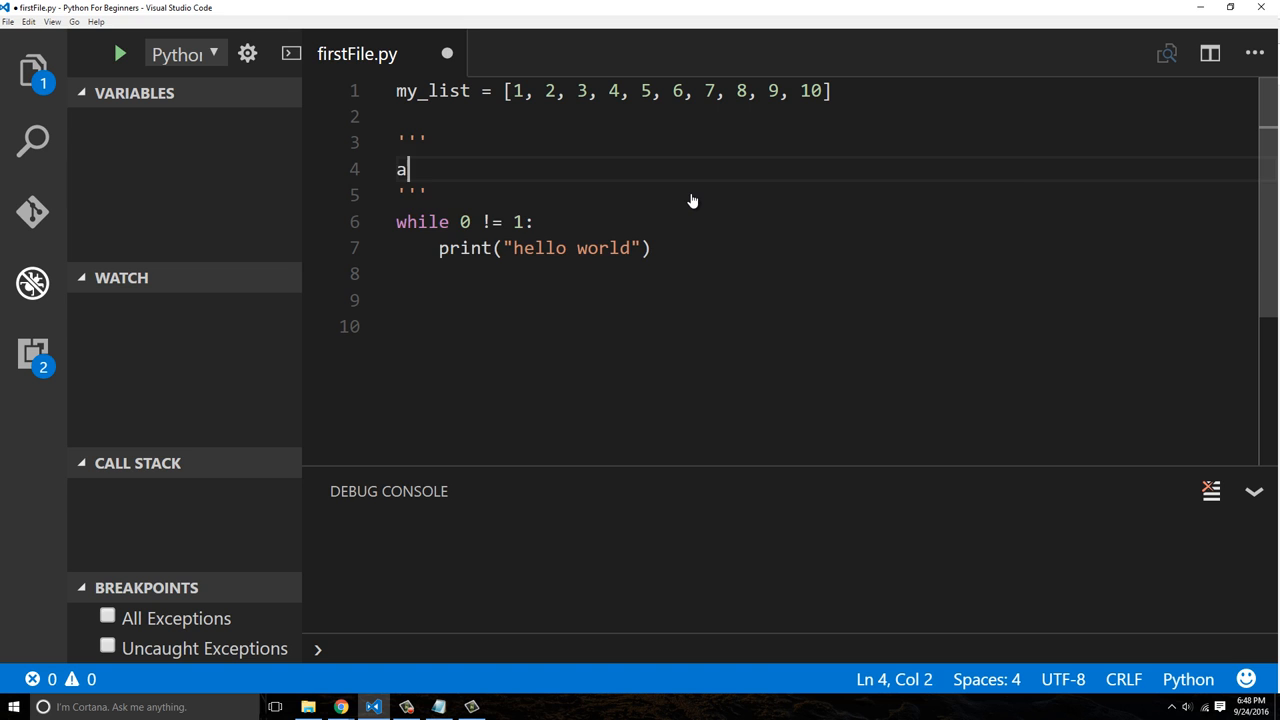 firstFile.py - Python For Beginners - Visual Studio Code
File Edit View Go Help
Python
firstFile.py
1
VARIABLES
1 my_list = [1, 2, 3, 4, 5, 6, 7, 8, 9, 10]
2
3 '''
4 a
5 '''
6 while 0 != 1:
7 print("hello world")
8
9
10
WATCH
2
CALL STACK
DEBUG CONSOLE
BREAKPOINTS
All Exceptions
Uncaught Exceptions
0 0 Ln 4, Col 2 Spaces: 4 UTF-8 CRLF Python
I'm Cortana. Ask me anything.
6:48 PM
9/24/2016